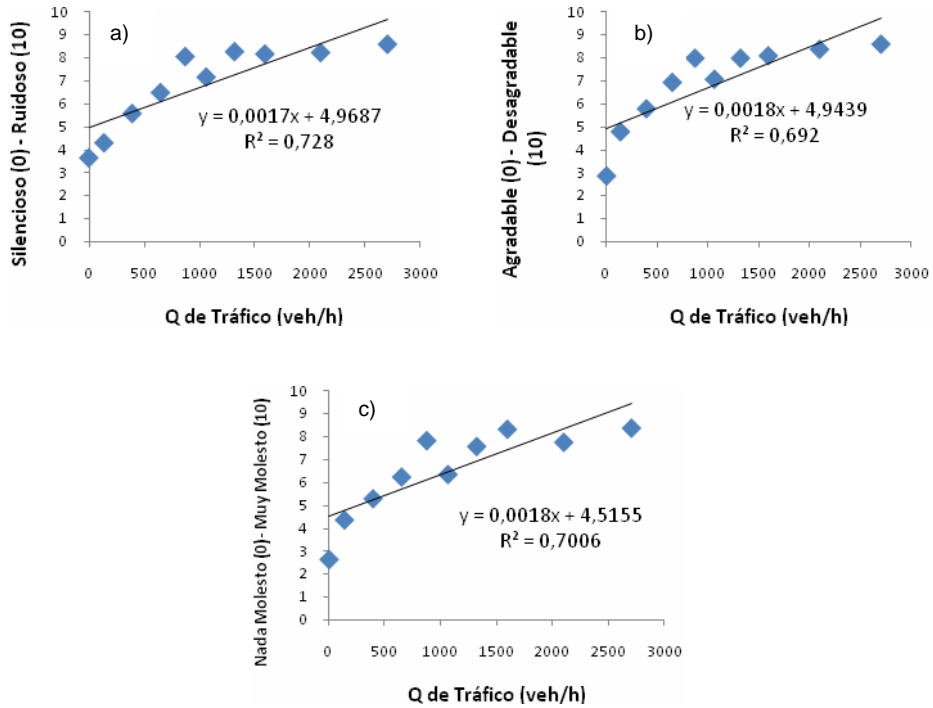 a)
Silencioso (0) - Ruidoso (10)
10
9
8
7
6
5
4
3
2
1
0
y = 0,0017x + 4,9687
R² = 0,728
0 500 1000 1500 2000 2500 3000
Q de Tráfico (veh/h)
b)
Agradable (0) - Desagradable
(10)
10
9
8
7
6
5
4
3
2
1
0
y = 0,0018x + 4,9439
R² = 0,692
0 500 1000 1500 2000 2500 3000
Q de Tráfico (veh/h)
c)
Nada Molesto (0)- Muy Molesto (10)
10
9
8
7
6
5
4
3
2
1
0
y = 0,0018x + 4,5155
R² = 0,7006
0 500 1000 1500 2000 2500 3000
Q de Tráfico (veh/h)